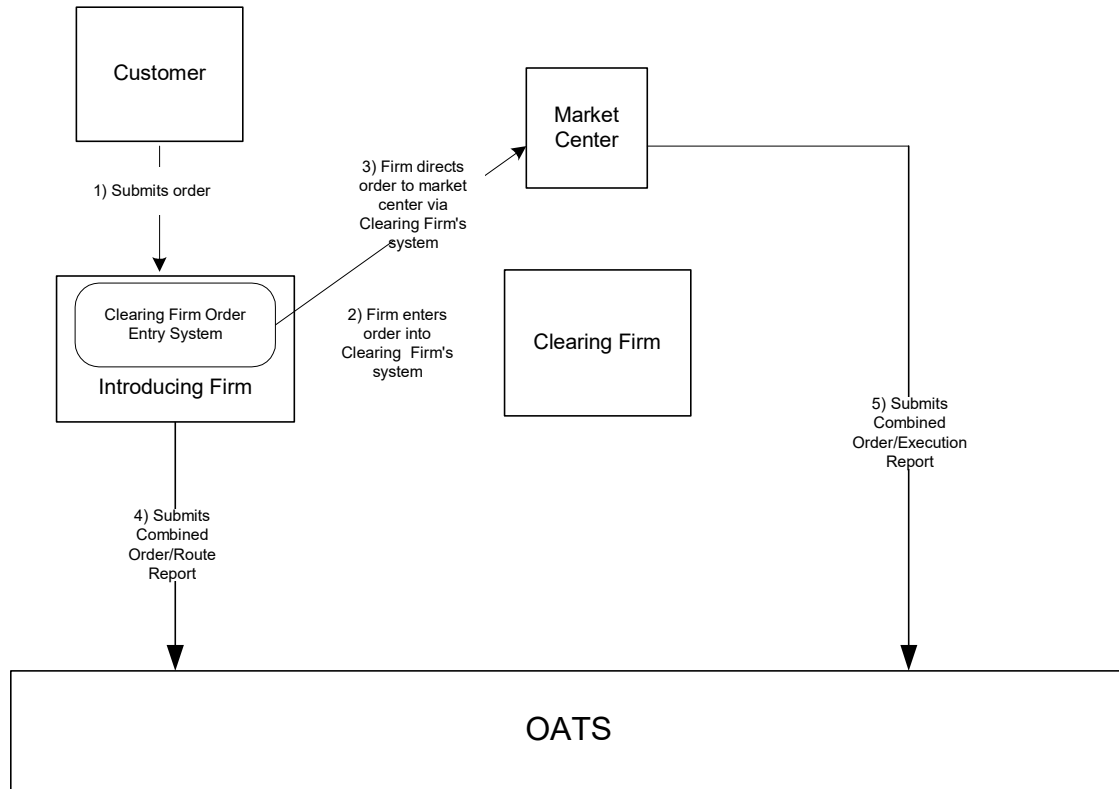 Customer
Market
Center
1) Submits order
3) Firm directs
order to market
center via
Clearing Firm's
system
Clearing Firm Order
Entry System
Introducing Firm
2) Firm enters
order into
Clearing Firm's
system
Clearing Firm
5) Submits
Combined
Order/Execution
Report
4) Submits
Combined
Order/Route
Report
OATS